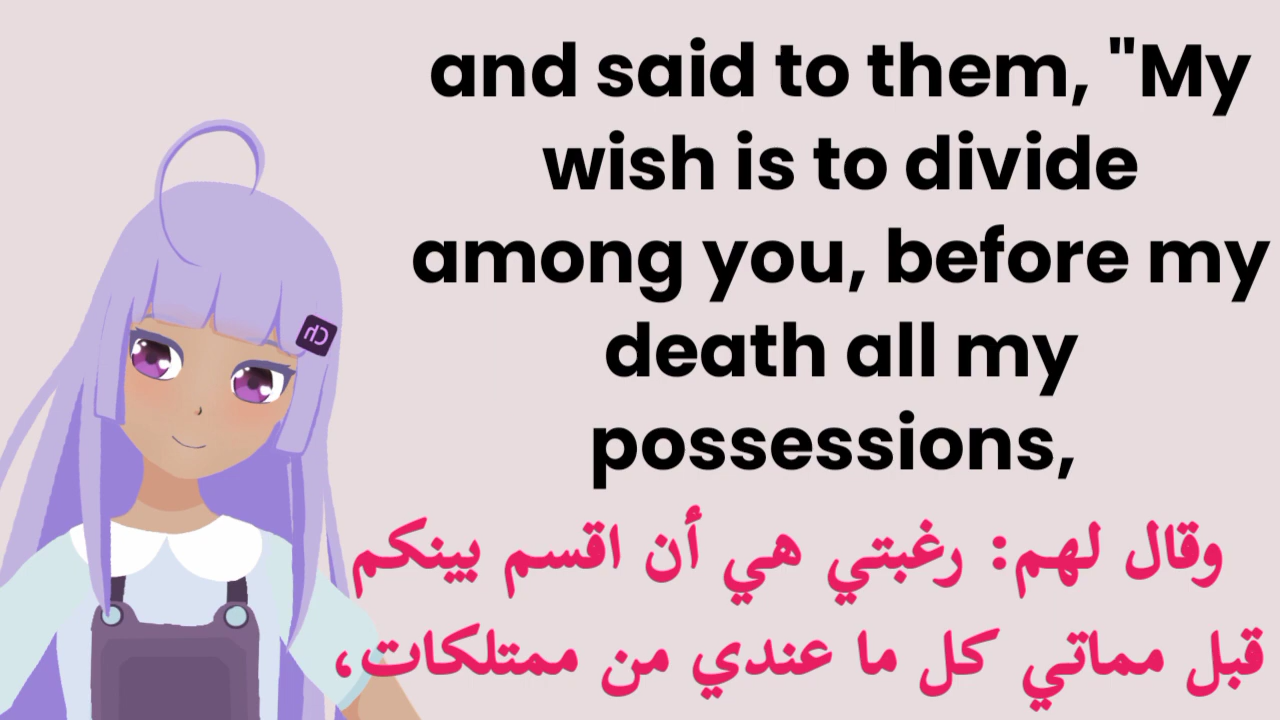 and said to them, "My
wish is to divide
among you, before my
death all my
possessions,
وقال لهم: رغبتي هي أن اقسم بينكم
قبل مماتي كل ما عندي من ممتلكات،